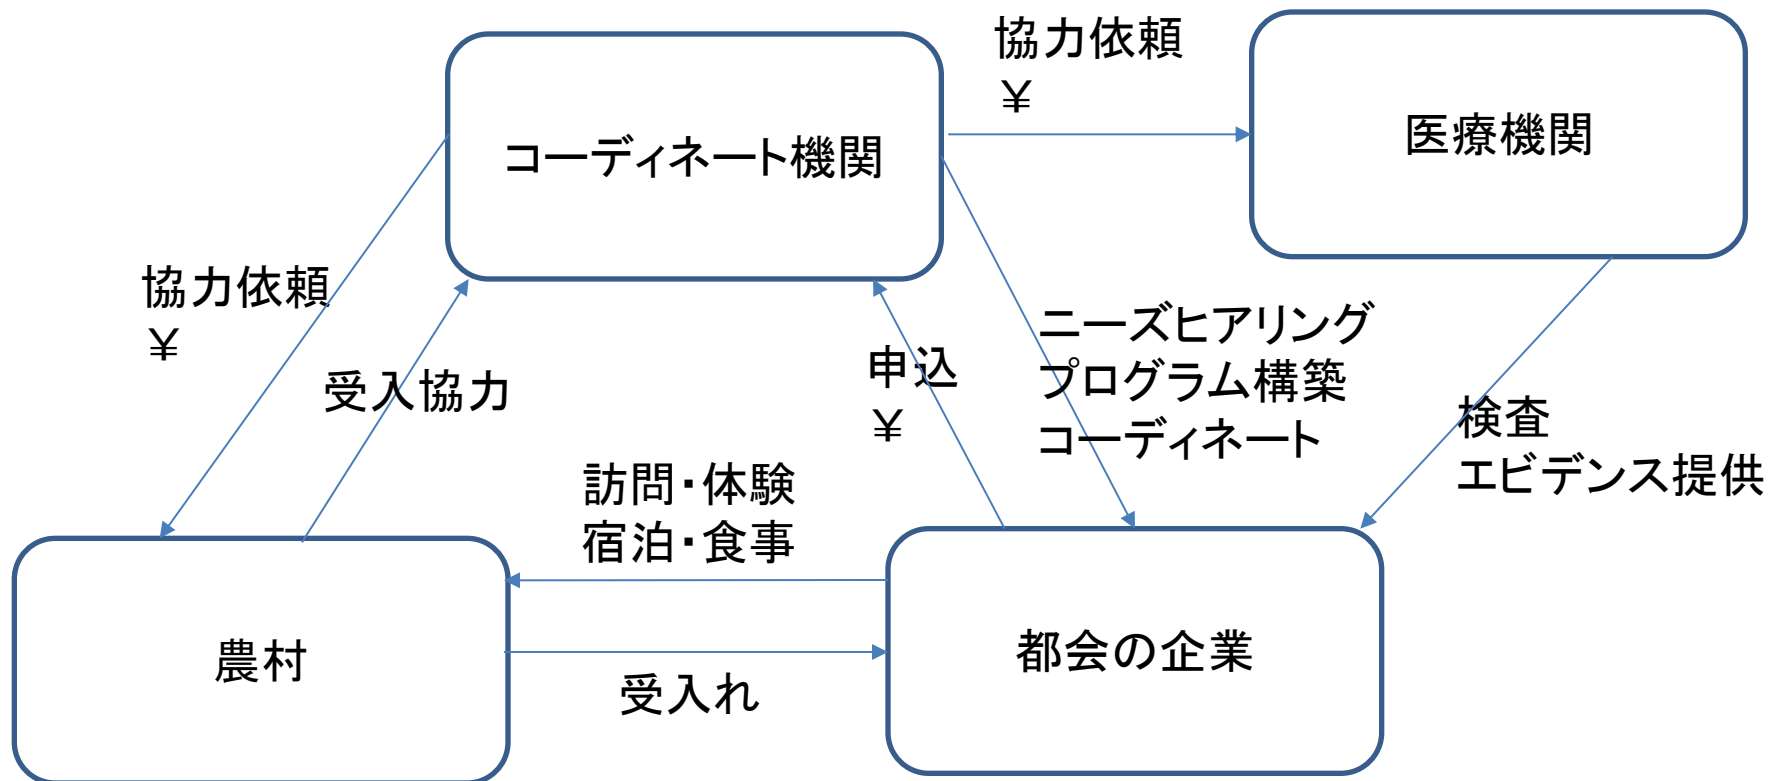 協力依頼
￥
コーディネート機関
医療機関
協力依頼
￥
受入協力
申込
￥
ニーズヒアリング
プログラム構築
コーディネート
検査
エビデンス提供
訪問・体験
宿泊・食事
農村
都会の企業
受入れ